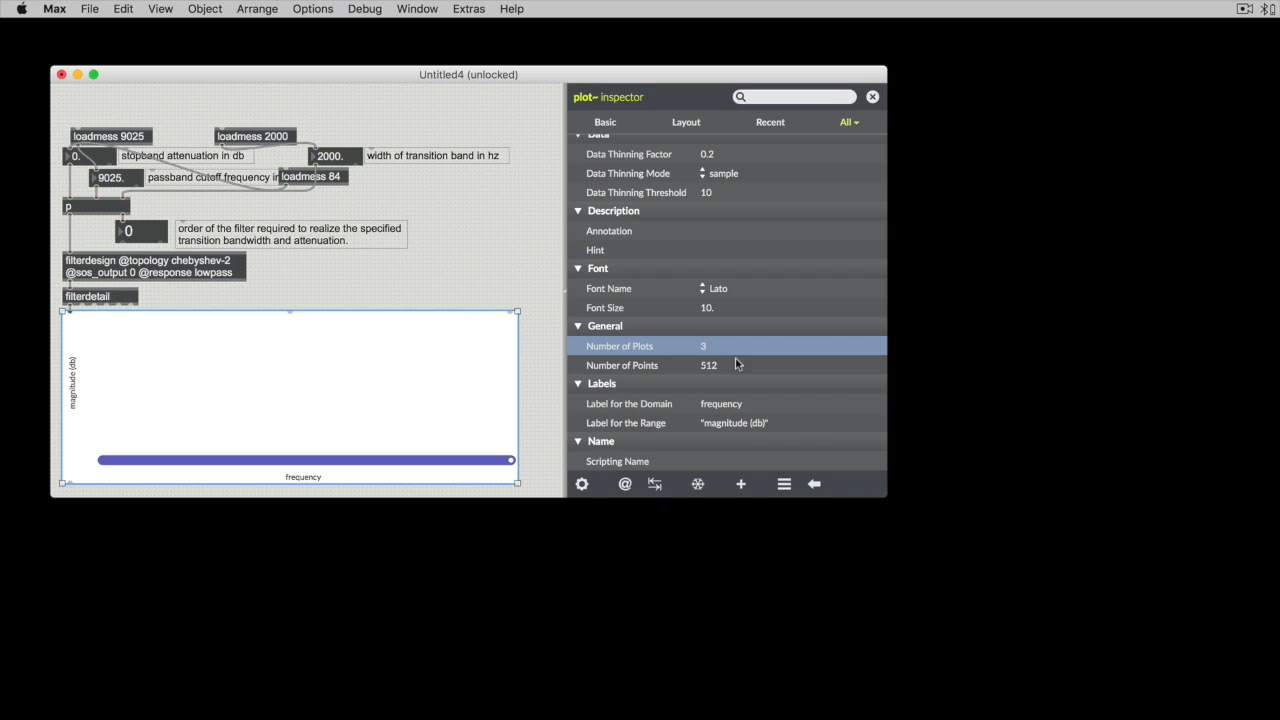 Max File Edit View Object Arrange Options Debug Window Extras Help
Untitled4 (unlocked)
plot~ inspector
Basic Layout Recent All
loadmess 9025
loadmess 2000
0.
stopband attenuation in db
2000.
width of transition band in hz
9025.
passband cutoff frequency in
loadmess 84
p
0
order of the filter required to realize the specified
transition bandwidth and attenuation.
filterdesign @topology chebyshev-2
@sos_output 0 @response lowpass
filterdetail
magnitude (db)
frequency
Data
Data Thinning Factor 0.2
Data Thinning Mode sample
Data Thinning Threshold 10
Description
Annotation
Hint
Font
Font Name Lato
Font Size 10.
General
Number of Plots 3
Number of Points 512
Labels
Label for the Domain frequency
Label for the Range "magnitude (db)"
Name
Scripting Name